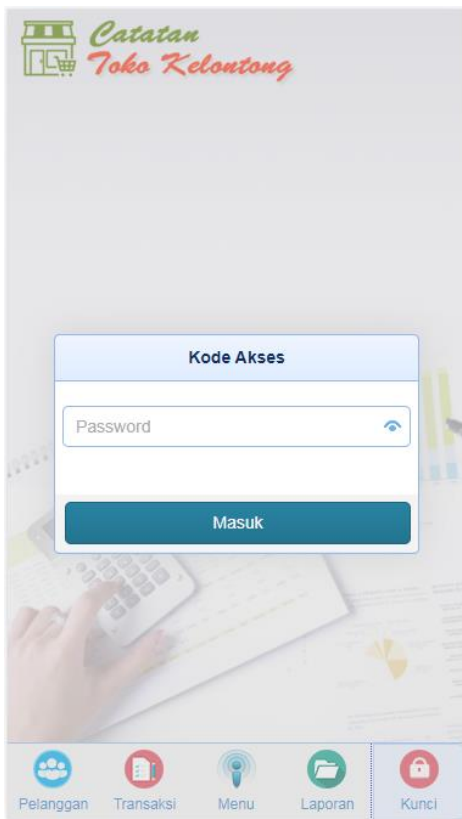 Catatan
Toko Kelontong
Kode Akses
Password
Masuk
Pelanggan
Transaksi
Menu
Laporan
Kunci